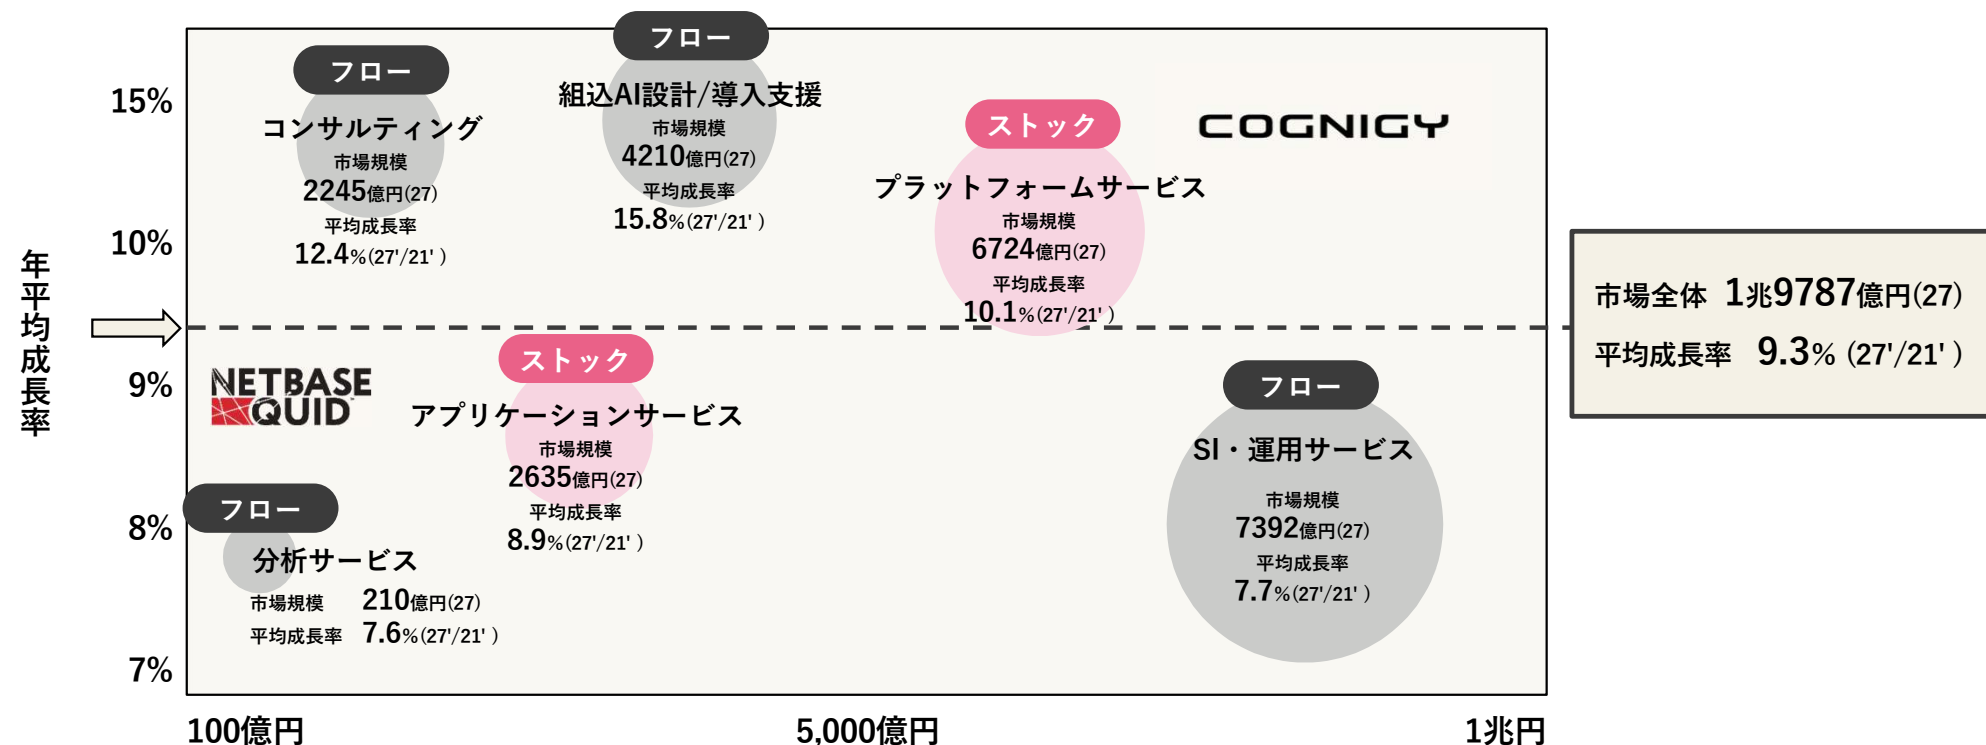 年平均成長率
15%
10%
9%
8%
7%
フロー
コンサルティング
市場規模
2245億円(27)
平均成長率
12.4%(27'/21' )
フロー
組込AI設計/導入支援
市場規模
4210億円(27)
平均成長率
15.8%(27'/21' )
ストック
プラットフォームサービス
市場規模
6724億円(27)
平均成長率
10.1%(27'/21' )
COGNIGY
NETBASE
QUID
ストック
アプリケーションサービス
市場規模
2635億円(27)
平均成長率
8.9%(27'/21' )
フロー
分析サービス
市場規模 210億円(27)
平均成長率 7.6%(27'/21' )
フロー
SI・運用サービス
市場規模
7392億円(27)
平均成長率
7.7%(27'/21' )
市場全体 1兆9787億円(27)
平均成長率 9.3% (27'/21' )
100億円
5,000億円
1兆円